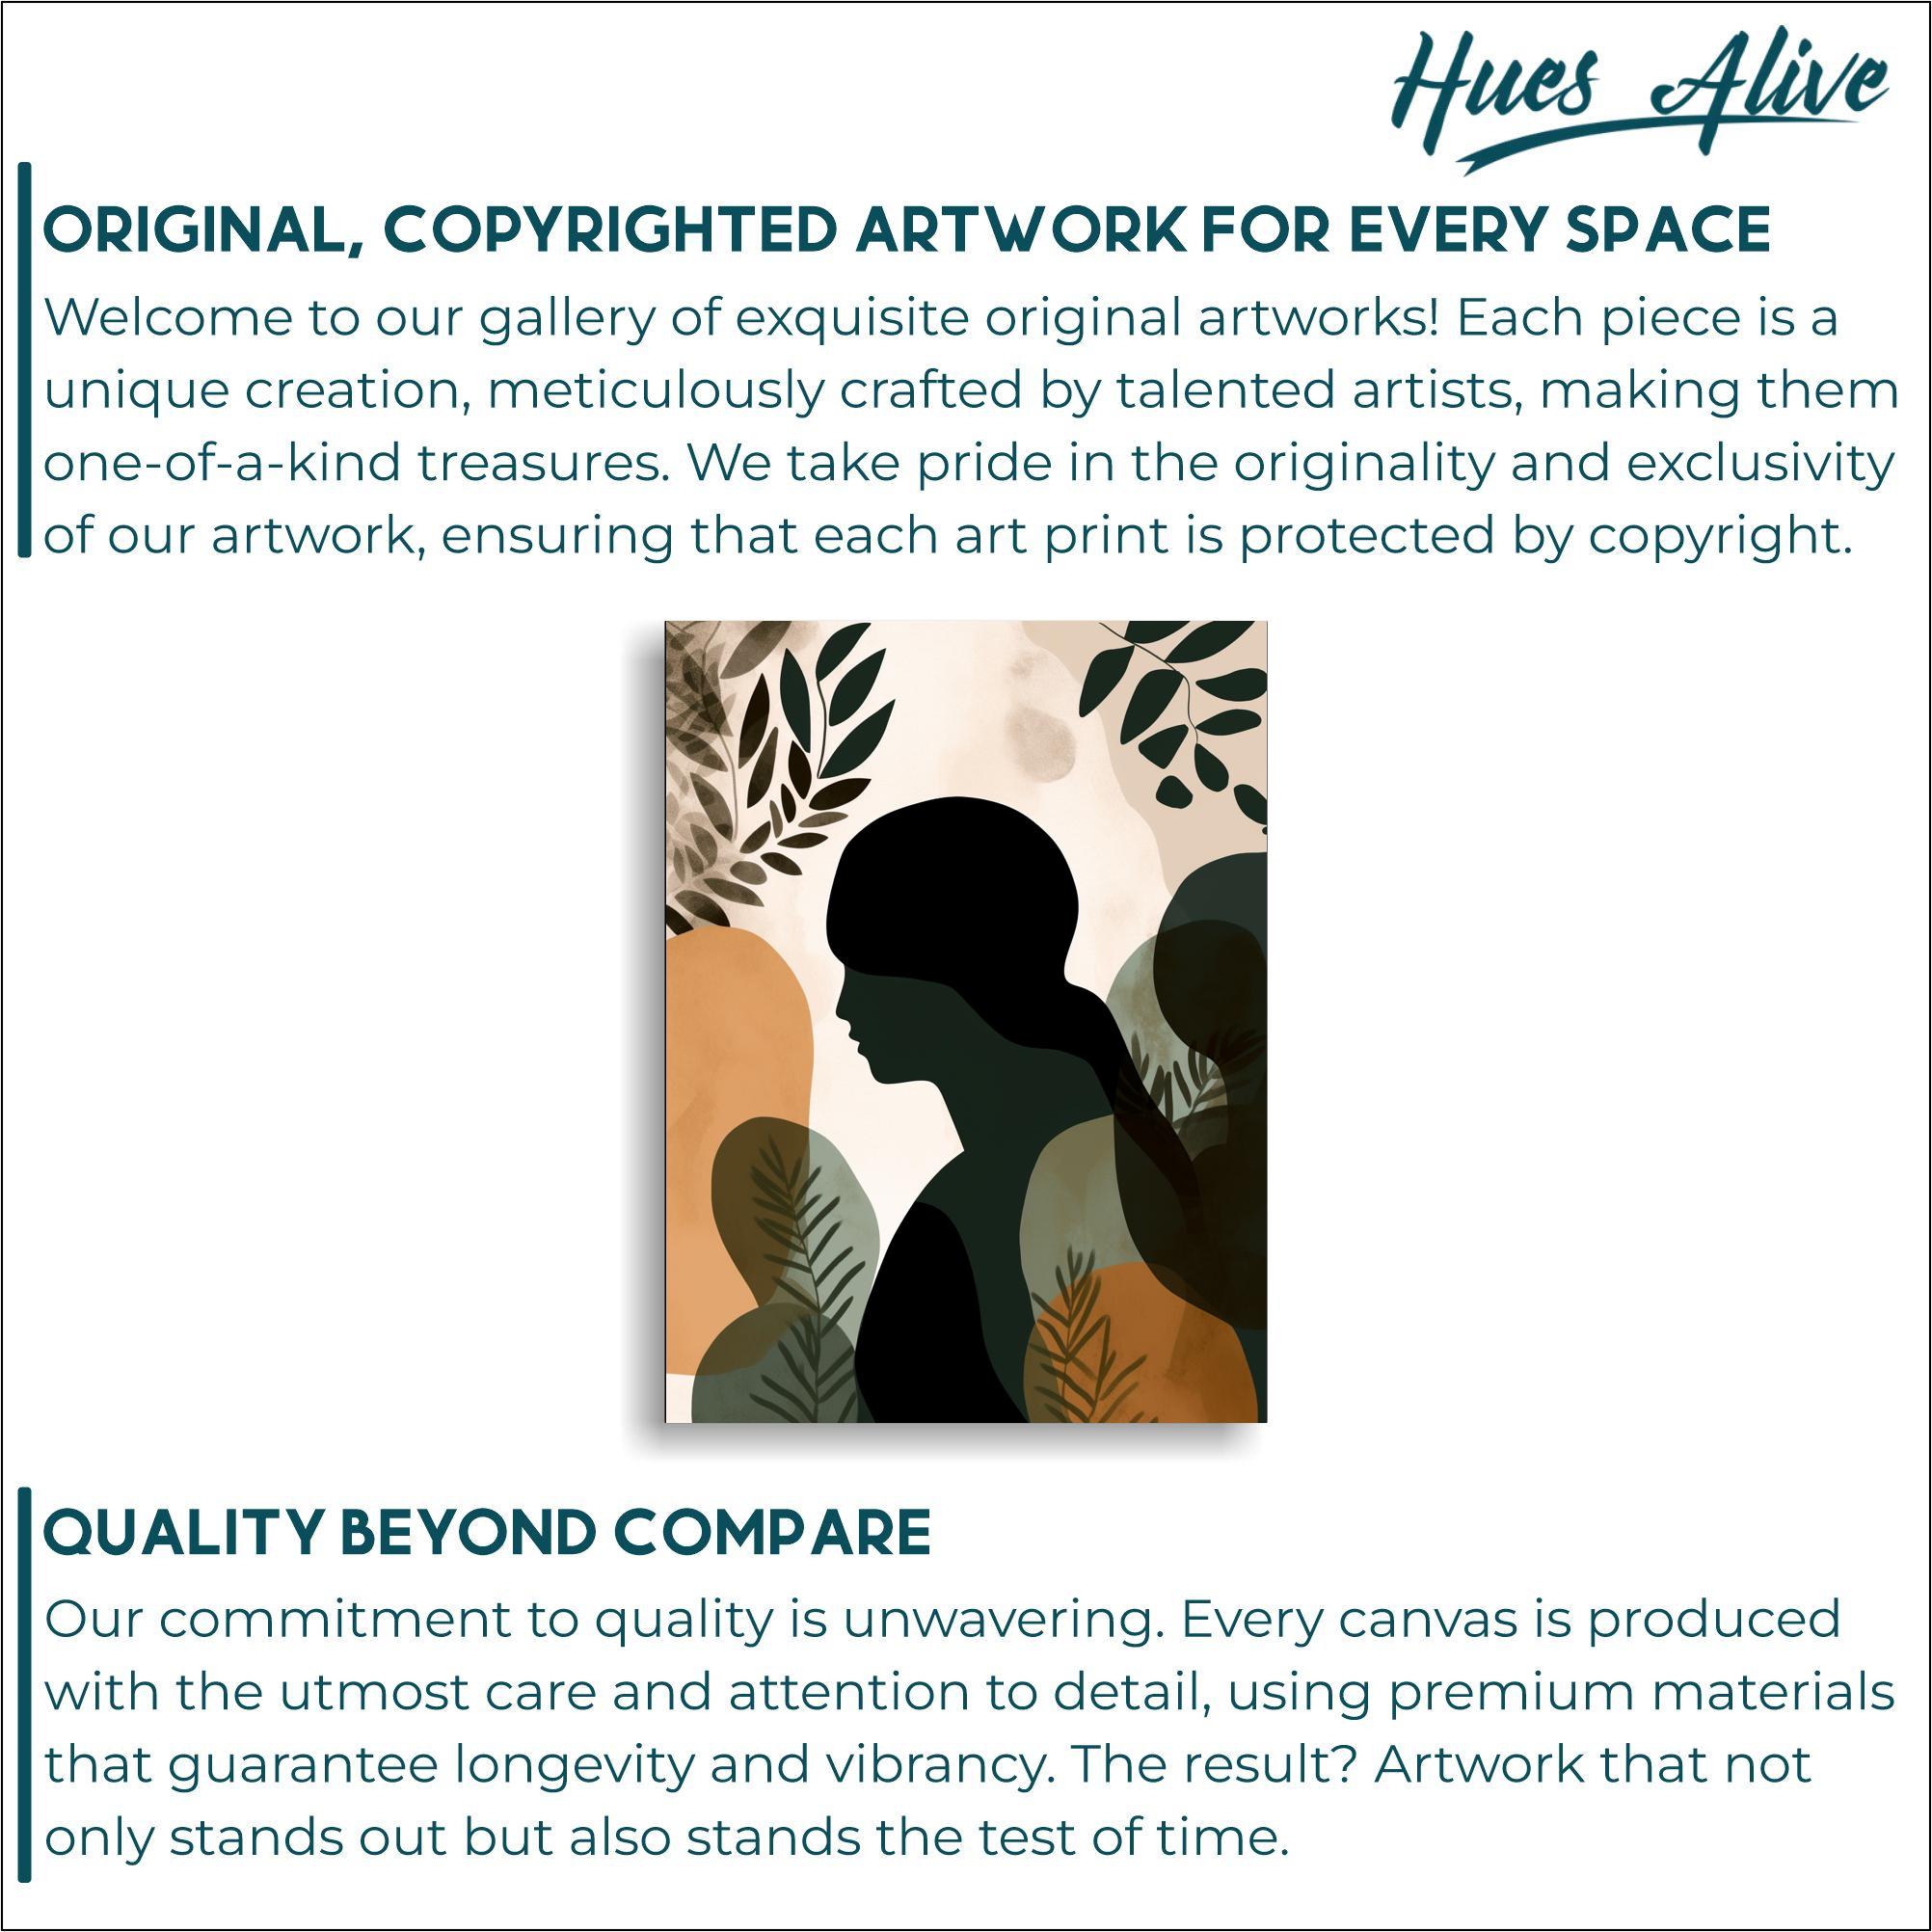 Hues Alive
ORIGINAL, COPYRIGHTED ARTWORK FOR EVERY SPACE
Welcome to our gallery of exquisite original artworks! Each piece is a
unique creation, meticulously crafted by talented artists, making them
one-of-a-kind treasures. We take pride in the originality and exclusivity
of our artwork, ensuring that each art print is protected by copyright.
QUALITY BEYOND COMPARE
Our commitment to quality is unwavering. Every canvas is produced
with the utmost care and attention to detail, using premium materials
that guarantee longevity and vibrancy. The result? Artwork that not
only stands out but also stands the test of time.